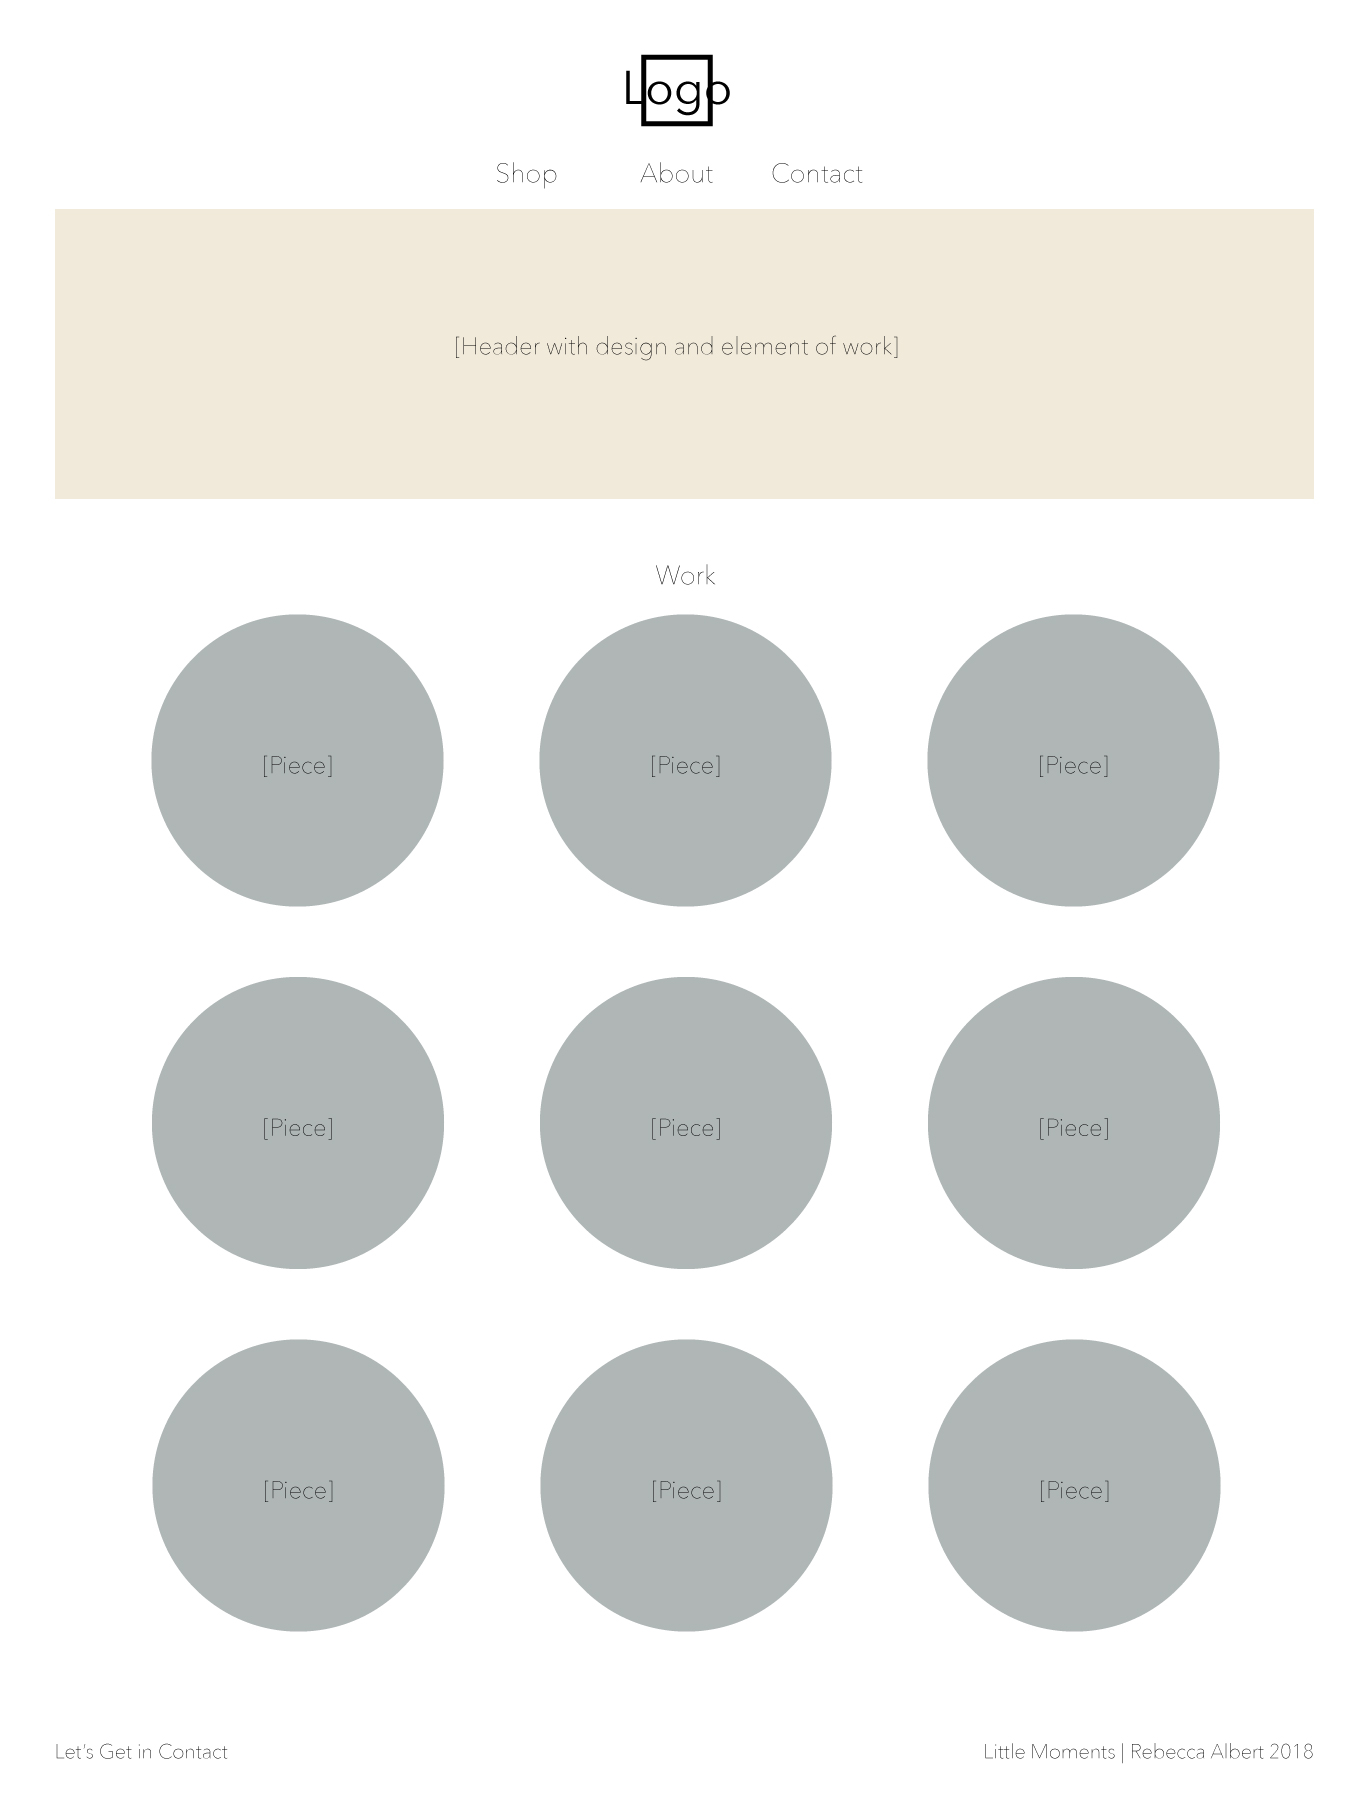 Logo
Shop About Contact
[Header with design and element of work]
Work
[Piece] [Piece] [Piece]
[Piece] [Piece] [Piece]
[Piece] [Piece] [Piece]
Let's Get in Contact Little Moments | Rebecca Albert 2018